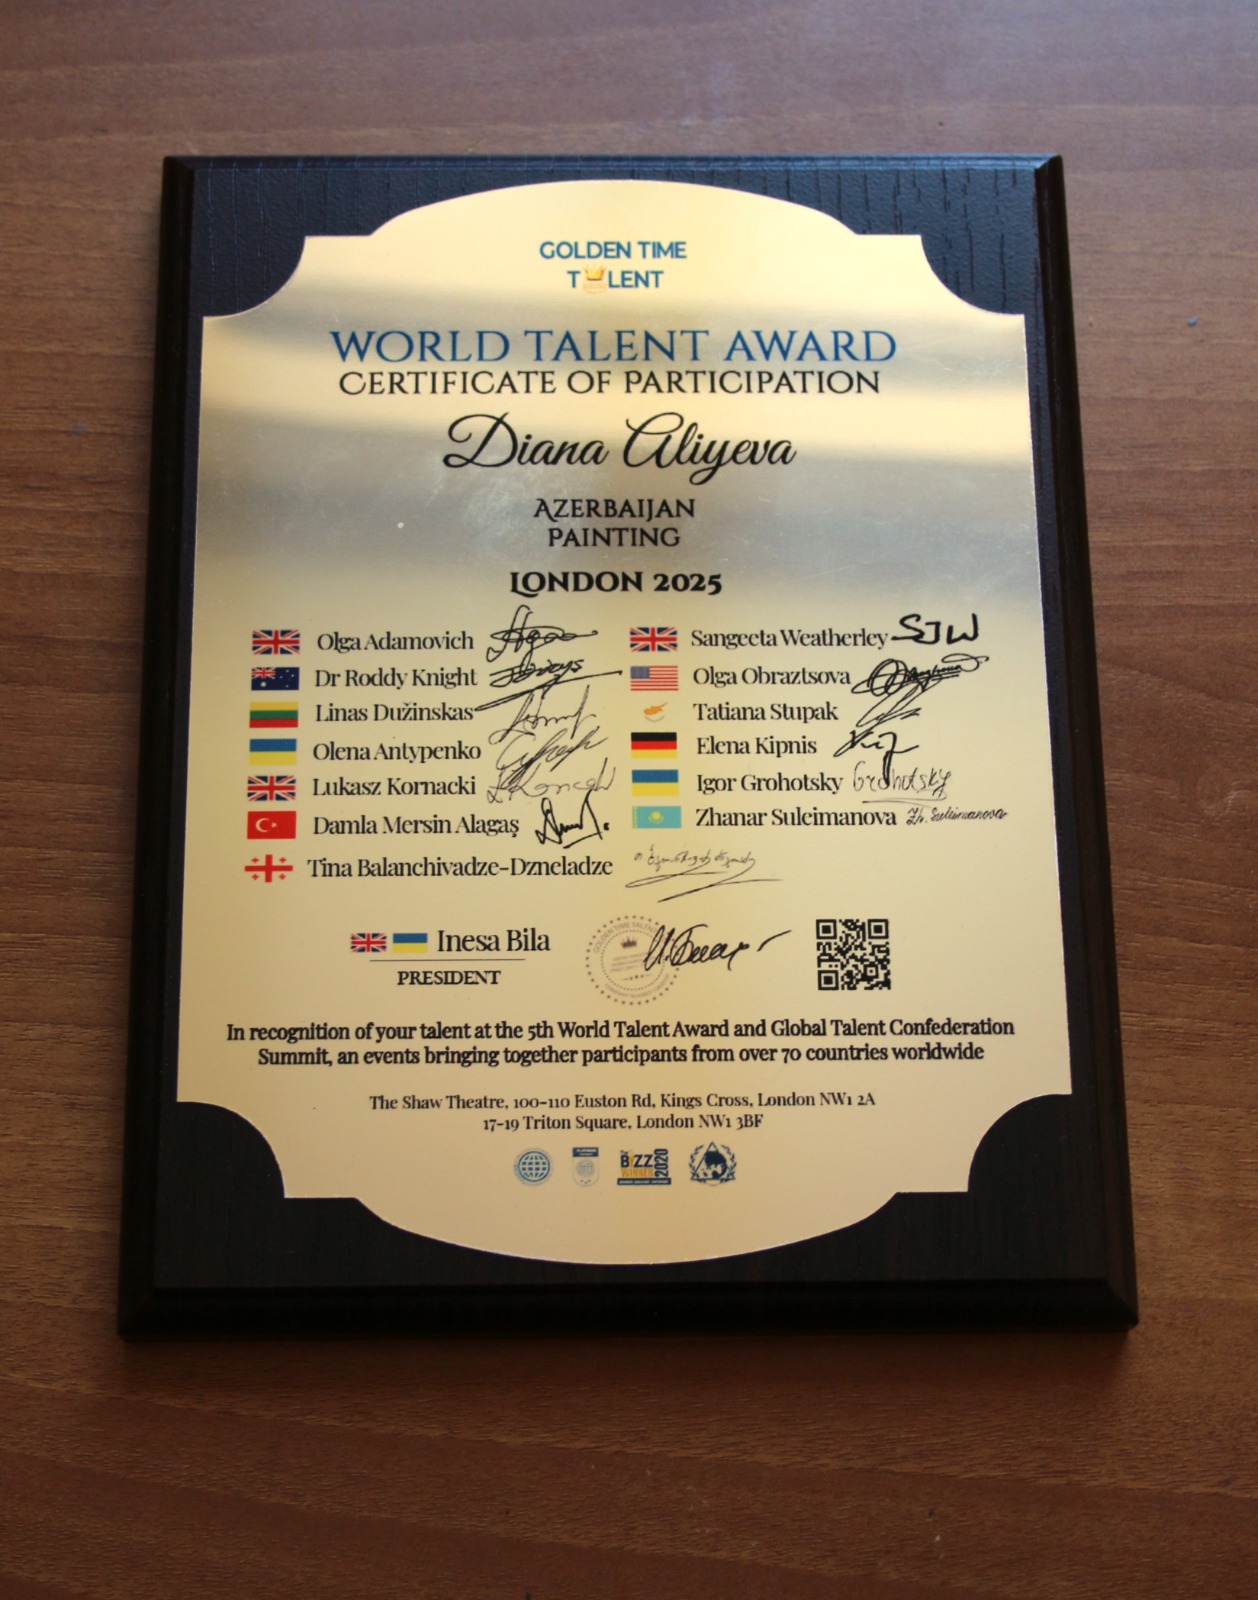 GOLDEN TIME
TALENT
WORLD TALENT AWARD
CERTIFICATE OF PARTICIPATION
Diana Aliyeva
AZERBAIJAN
PAINTING
LONDON 2025
Olga Adamovich
Sangeeta Weatherley SJW
Dr Roddy Knight
Olga Obraztsova
Linas Dužinskas
Tatiana Stupak
Olena Antypenko
Elena Kipnis
Lukasz Kornacki
Igor Grohotsky Grohotsky
Damla Mersin Alagaş
Zhanar Suleimanova Zh. Suleimanova
Tina Balanchivadze-Dzneladze
Inesa Bila
PRESIDENT
GOLDEN TIME TALENT
In recognition of your talent at the 5th World Talent Award and Global Talent Confederation
Summit, an events bringing together participants from over 70 countries worldwide
The Shaw Theatre, 100-110 Euston Rd, Kings Cross, London NW1 2A
17-19 Triton Square, London NW1 3BF
BIZZ
WINNER
2020